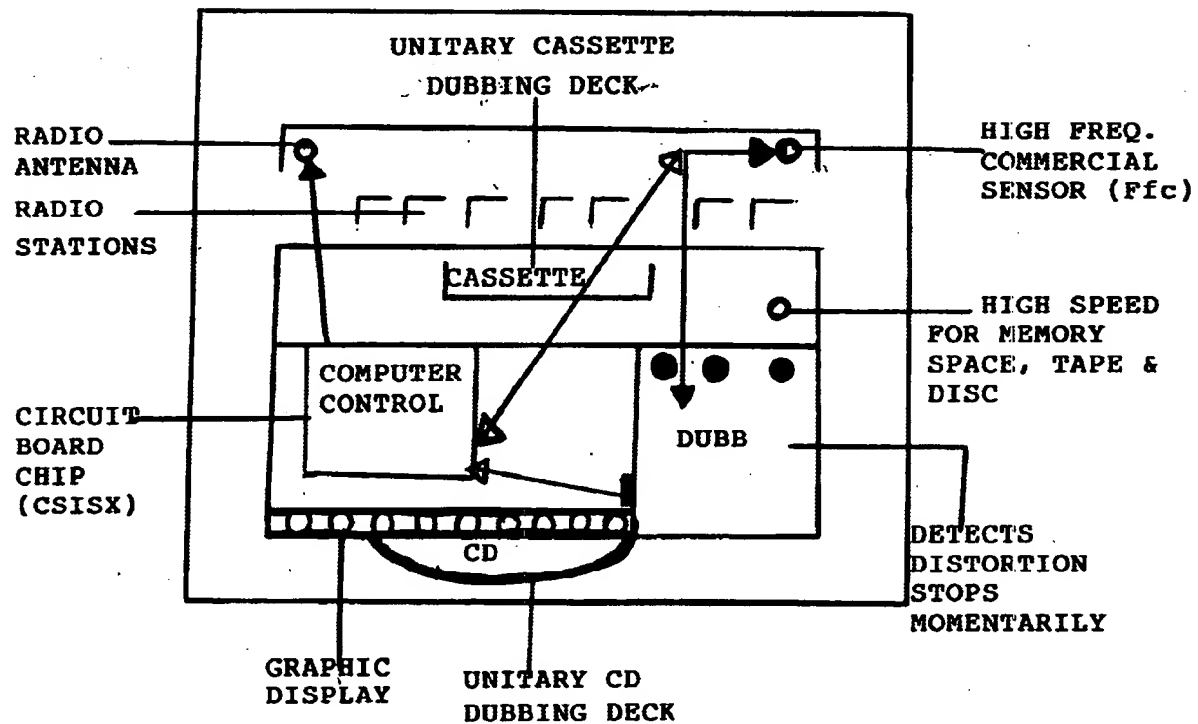 UNITARY CASSETTE
DUBBING DECK
RADIO
ANTENNA
HIGH FREQ.
COMMERCIAL
SENSOR (Ffc)
RADIO
STATIONS
CASSETTE
HIGH SPEED
FOR MEMORY
SPACE, TAPE &
DISC
COMPUTER
CONTROL
CIRCUIT
BOARD
CHIP
(CSISX)
DUBB
CD
DETECTS
DISTORTION
STOPS
MOMENTARILY
GRAPHIC
DISPLAY
UNITARY CD
DUBBING DECK